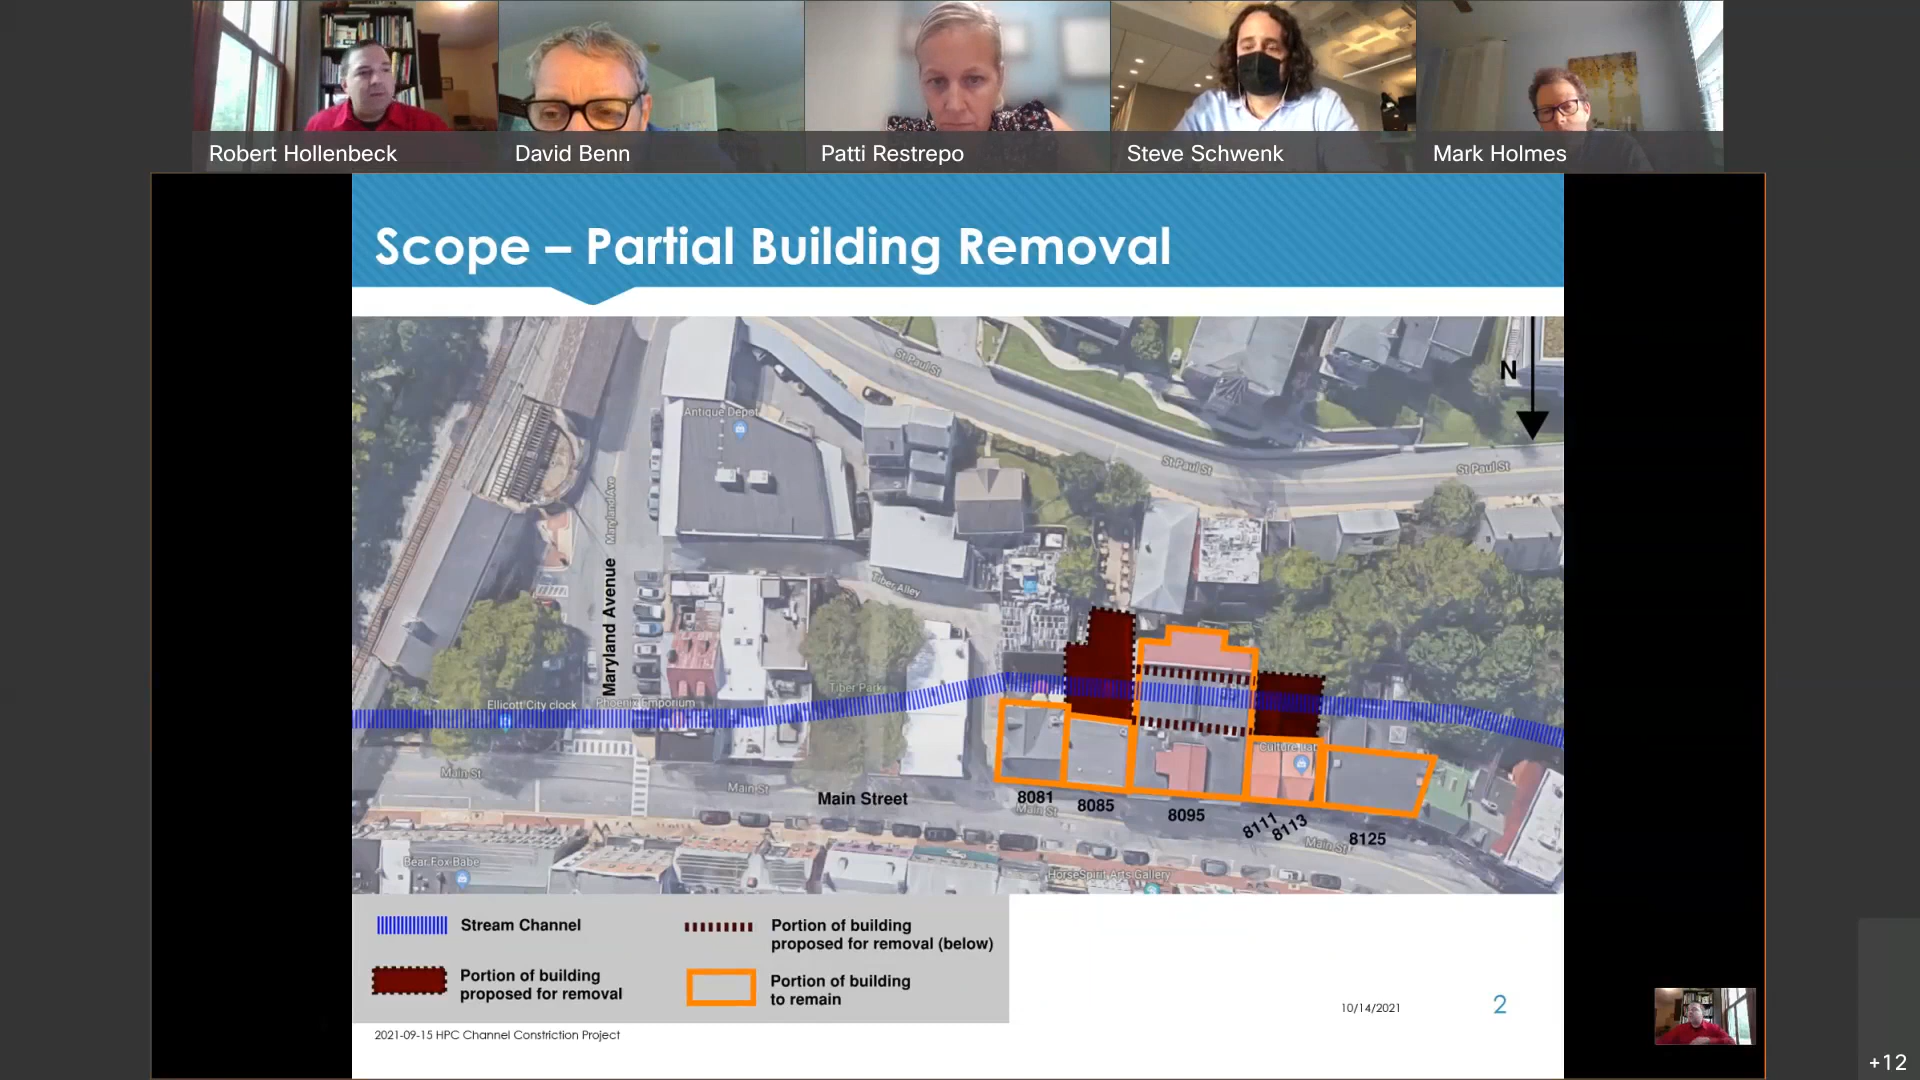 Robert Hollenbeck
David Benn
Patti Restrepo
Steve Schwenk
Mark Holmes
Scope – Partial Building Removal
St Paul St
N
Antique Depot
St Paul St
St Paul St
Maryland Ave
Maryland Avenue
Tiber Alley
Tiber Park
Ellicott City clock
Phoenix Emporium
Culture Lab
Main St
Main St
Main Street
8081
8085
8095
8111
8113
8125
Main St
Main St
Bear Fox Babe
HorseSpirit Arts Gallery
Stream Channel
Portion of building
proposed for removal (below)
Portion of building
proposed for removal
Portion of building
to remain
10/14/2021
2
2021-09-15 HPC Channel Constriction Project
+12